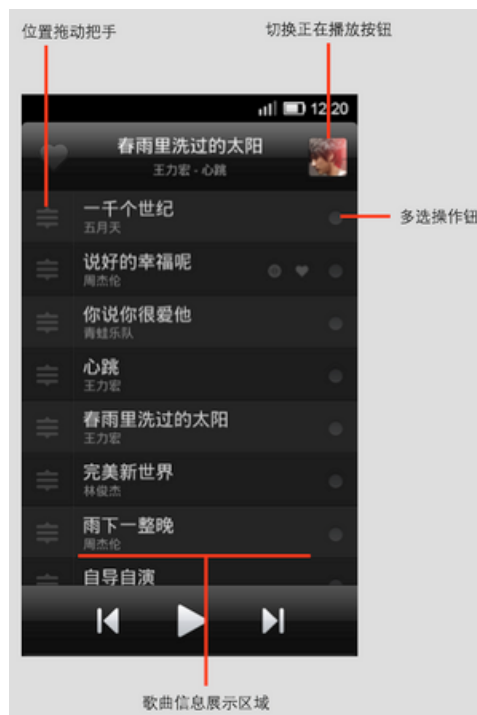 位置拖动把手
切换正在播放按钮
12:20
春雨里洗过的太阳
王力宏-心跳
一千个世纪
五月天
多选操作钮
说好的幸福呢
周杰伦
你说你很爱他
青蛙乐队
心跳
王力宏
春雨里洗过的太阳
王力宏
完美新世界
林俊杰
雨下一整晚
周杰伦
自导自演
歌曲信息展示区域